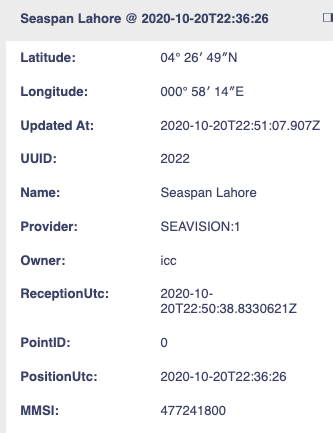 Seaspan Lahore @ 2020-10-20T22:36:26
Latitude: 04° 26′ 49″N
Longitude: 000° 58′ 14″E
Updated At: 2020-10-20T22:51:07.907Z
UUID: 2022
Name: Seaspan Lahore
Provider: SEAVISION:1
Owner: icc
ReceptionUtc: 2020-10-
20T22:50:38.8330621Z
PointID: 0
PositionUtc: 2020-10-20T22:36:26
MMSI: 477241800